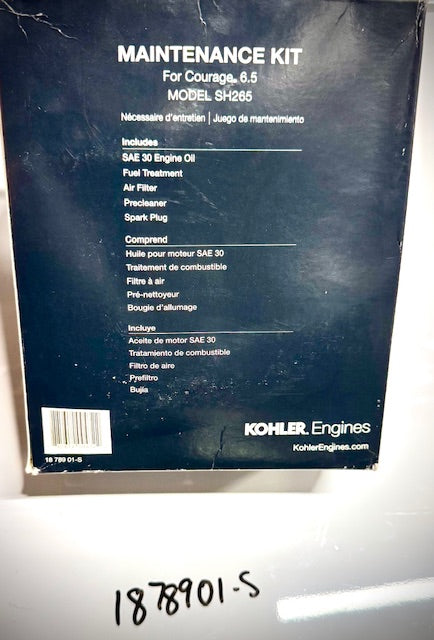 MAINTENANCE KIT
For Courage® 6.5
MODEL SH265
Nécessaire d'entretien | Juego de mantenimiento
Includes
SAE 30 Engine Oil
Fuel Treatment
Air Filter
Precleaner
Spark Plug
Comprend
Huile pour moteur SAE 30
Traitement de combustible
Filtre à air
Pré-nettoyeur
Bougie d'allumage
Incluye
Aceite de motor SAE 30
Tratamiento de combustible
Filtro de aire
Prefiltro
Bujía
KOHLER® Engines
KohlerEngines.com
18 789 01-S
1878901-S